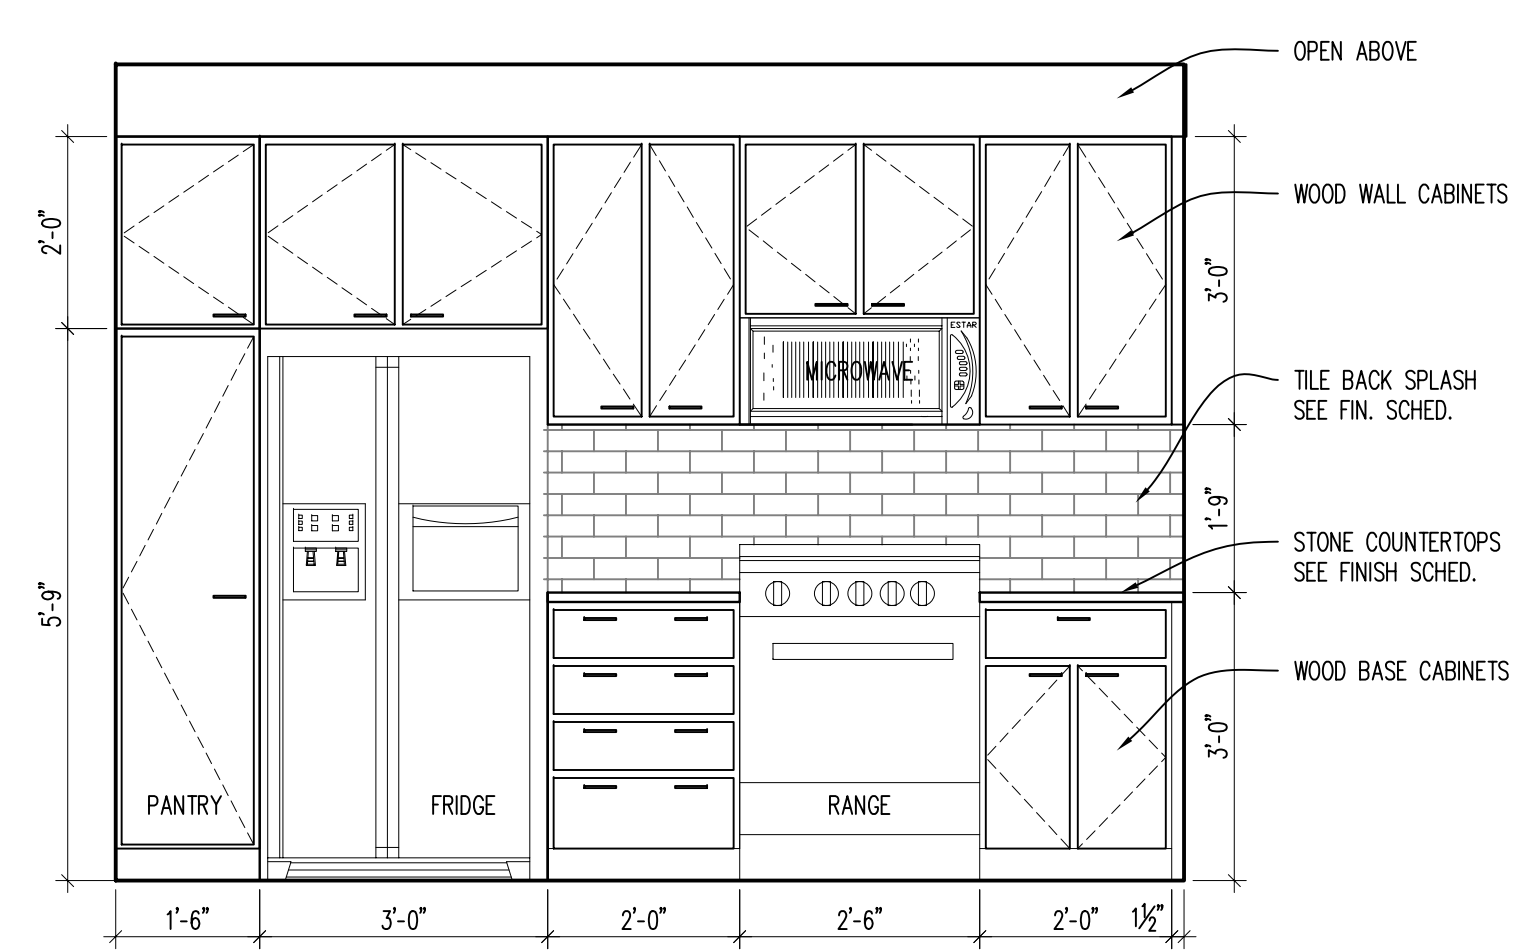 OPEN ABOVE
WOOD WALL CABINETS
2'-0"
3'-0"
ESTAR
MICROWAVE
TILE BACK SPLASH
SEE FIN. SCHED.
1'-9"
STONE COUNTERTOPS
SEE FINISH SCHED.
5'-9"
WOOD BASE CABINETS
3'-0"
PANTRY
FRIDGE
RANGE
1'-6"
3'-0"
2'-0"
2'-6"
2'-0"
1½"